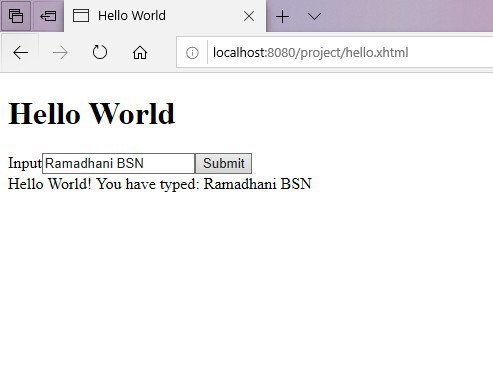 Hello World
localhost:8080/project/hello.xhtml
Hello World
Input Ramadhani BSN Submit
Hello World! You have typed: Ramadhani BSN